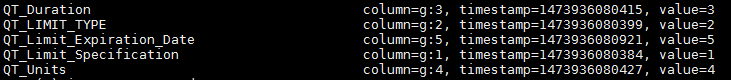 QT_Duration column=g:3, timestamp=1473936080415, value=3
QT_LIMIT_TYPE column=g:2, timestamp=1473936080399, value=2
QT_Limit_Expiration_Date column=g:5, timestamp=1473936080921, value=5
QT_Limit_Specification column=g:1, timestamp=1473936080384, value=1
QT_Units column=g:4, timestamp=1473936080427, value=4